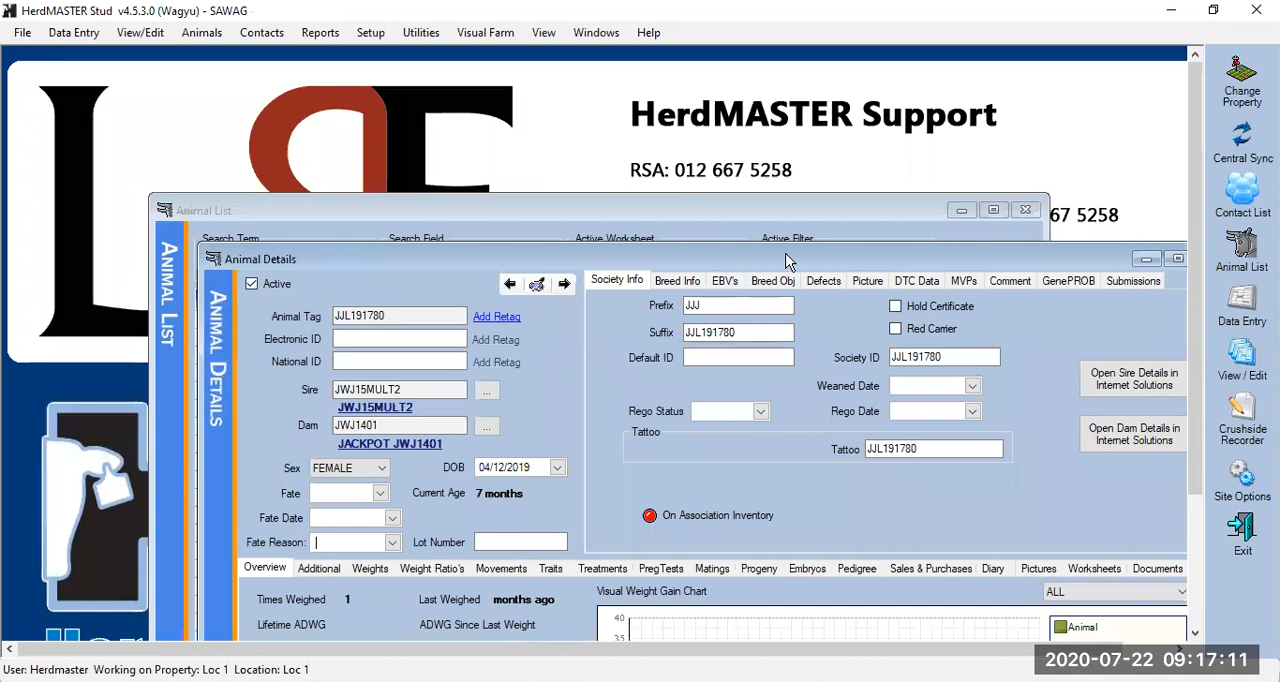 HerdMASTER Stud v4.5.3.0 (Wagyu) - SAWAG
File Data Entry View/Edit Animals Contacts Reports Setup Utilities Visual Farm View Windows Help
HerdMASTER Support
RSA: 012 667 5258
67 5258
Change Property
Central Sync
Contact List
Animal List
Data Entry
View / Edit
Crushside Recorder
Site Options
Exit
Animal List
ANIMAL LIST
Search Term Search Field Active Worksheet Active Filter
Animal Details
ANIMAL DETAILS
Active
Animal Tag JJL191780 Add Retag
Electronic ID Add Retag
National ID Add Retag
Sire JWJ15MULT2 ...
JWJ15MULT2
Dam JWJ1401 ...
JACKPOT JWJ1401
Sex FEMALE DOB 04/12/2019
Fate Current Age 7 months
Fate Date
Fate Reason: Lot Number
Society Info Breed Info EBV's Breed Obj Defects Picture DTC Data MVPs Comment GenePROB Submissions
Prefix JJJ Hold Certificate
Suffix JJL191780 Red Carrier
Default ID Society ID JJL191780
Weaned Date
Rego Status Rego Date
Open Sire Details in Internet Solutions
Open Dam Details in Internet Solutions
Tattoo
Tattoo JJL191780
On Association Inventory
Overview Additional Weights Weight Ratio's Movements Traits Treatments PregTests Matings Progeny Embryos Pedigree Sales & Purchases Diary Pictures Worksheets Documents
Times Weighed 1 Last Weighed months ago
Lifetime ADWG ADWG Since Last Weight
Visual Weight Gain Chart ALL
40
35
Animal
User: Herdmaster Working on Property: Loc 1 Location: Loc 1
2020-07-22 09:17:11